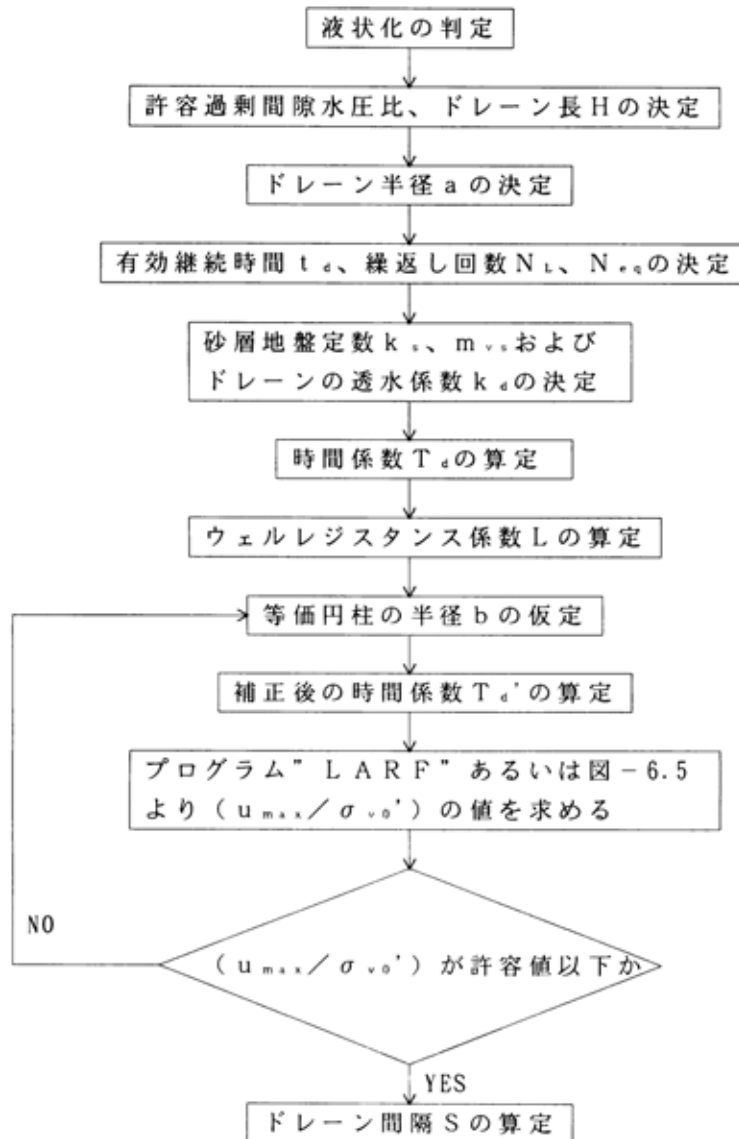 液状化の判定
許容過剰間隙水圧比、ドレーン長Hの決定
ドレーン半径aの決定
有効継続時間t_d、繰返し回数N_L、N_eqの決定
砂層地盤定数k_s、m_vsおよび
ドレーンの透水係数k_dの決定
時間係数T_dの算定
ウェルレジスタンス係数Lの算定
等価円柱の半径bの仮定
補正後の時間係数T_d'の算定
プログラム"LARF"あるいは図-6.5
より(u_max/σ_v0')の値を求める
NO
(u_max/σ_v0')が許容値以下か
YES
ドレーン間隔Sの算定